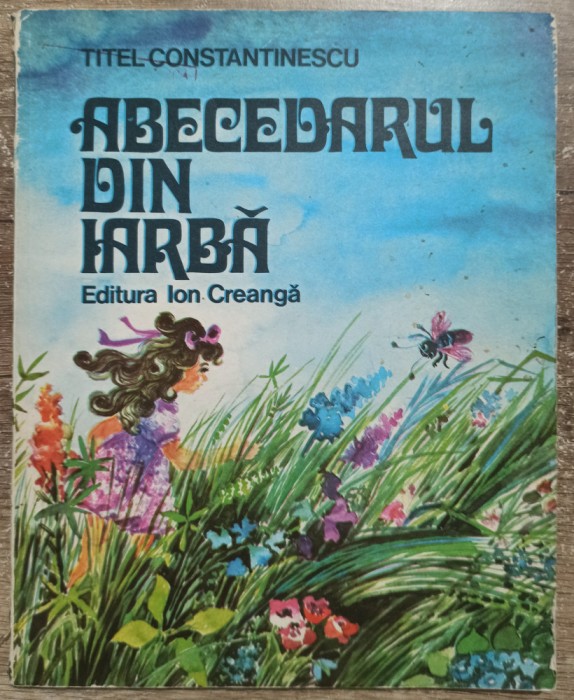 TITEL CONSTANTINESCU
ABECEDARUL
DIN
IARBĂ
Editura Ion Creangă